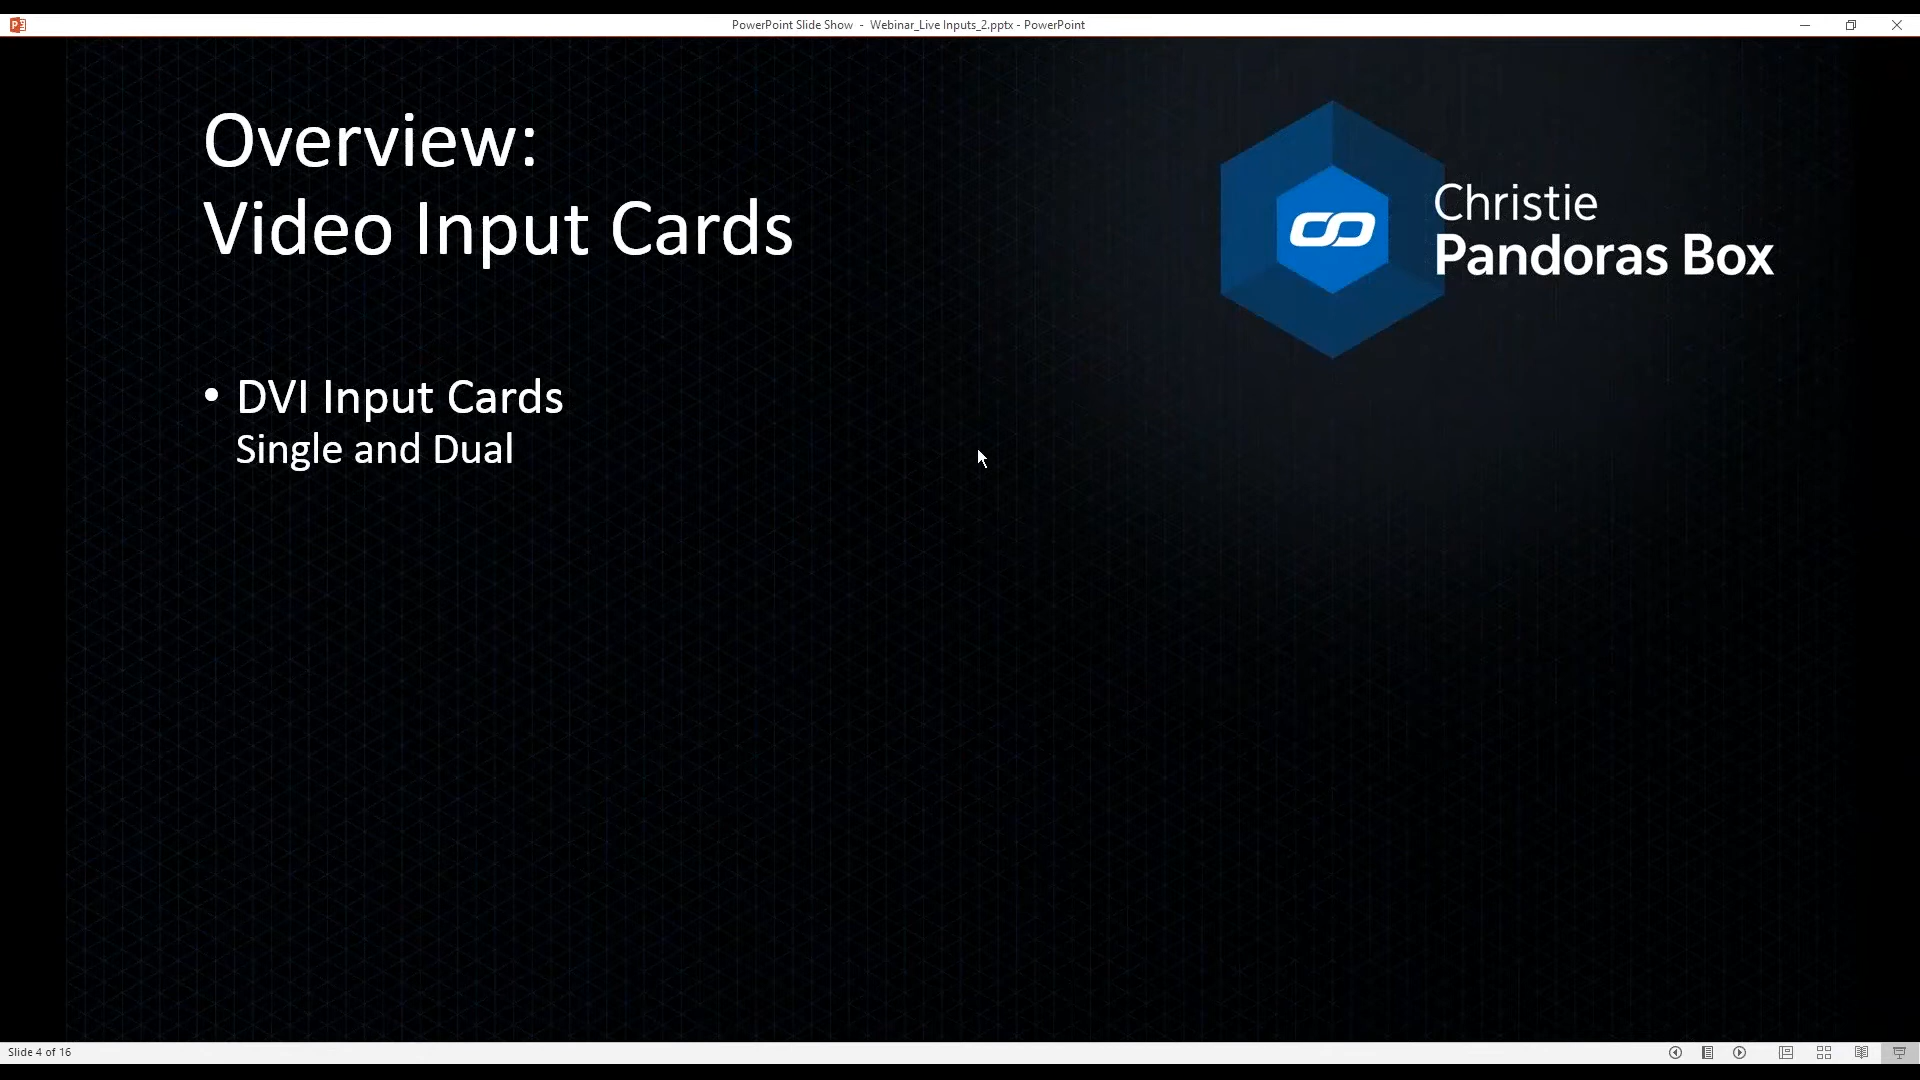 PowerPoint Slide Show - Webinar_Live Inputs_2.pptx - PowerPoint
Overview:
Video Input Cards
Christie
Pandoras Box
• DVI Input Cards
Single and Dual
Slide 4 of 16